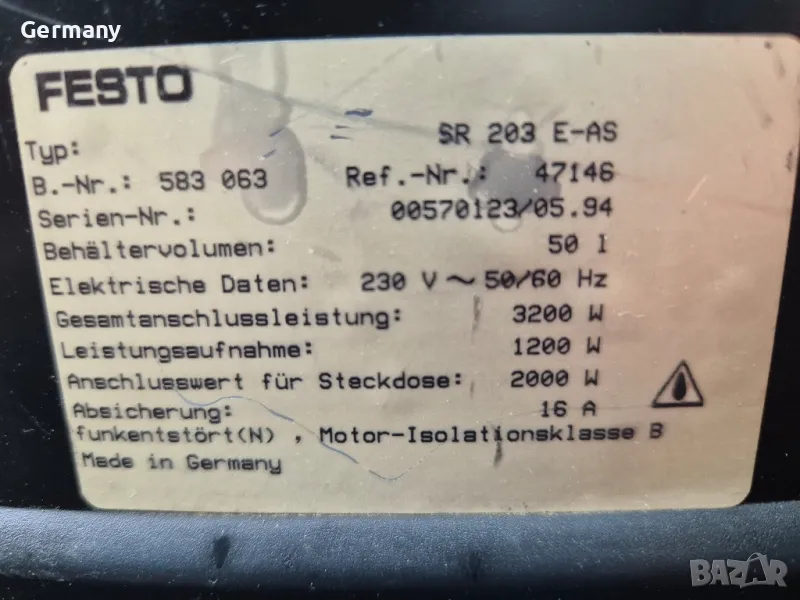 Germany
FESTO
Typ: SR 203 E-AS
B.-Nr.: 583 063 Ref.-Nr.: 47146
Serien-Nr.: 00570123/05.94
Behältervolumen: 50 l
Elektrische Daten: 230 V ~ 50/60 Hz
Gesamtanschlussleistung: 3200 W
Leistungsaufnahme: 1200 W
Anschlusswert für Steckdose: 2000 W
Absicherung: 16 A
funkentstört(N) , Motor-Isolationsklasse B
Made in Germany
BAZAR